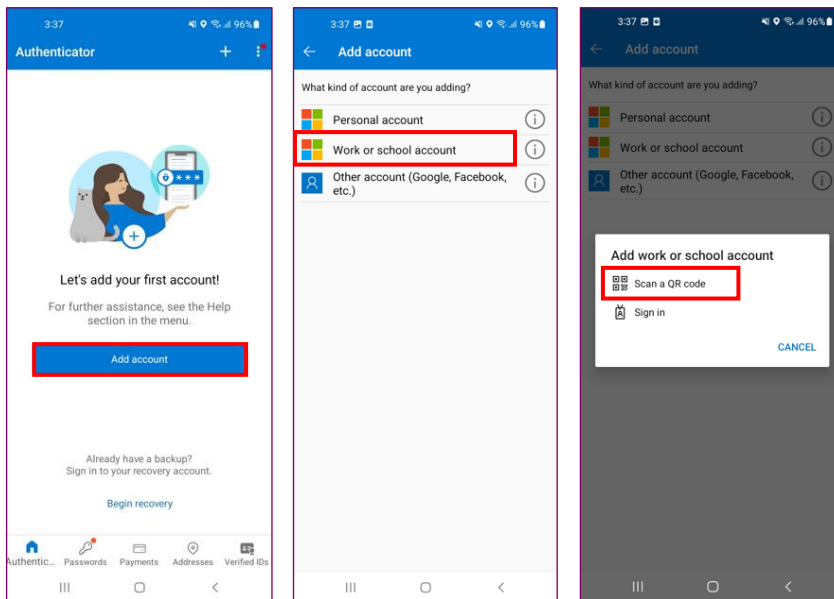 3:37
96%
Authenticator
Let's add your first account!
For further assistance, see the Help
section in the menu.
Add account
Already have a backup?
Sign in to your recovery account.
Begin recovery
Authentic...
Passwords
Payments
Addresses
Verified IDs
3:37
96%
Add account
What kind of account are you adding?
Personal account
Work or school account
Other account (Google, Facebook,
etc.)
3:37
96%
Add account
What kind of account are you adding?
Personal account
Work or school account
Other account (Google, Facebook,
etc.)
Add work or school account
Scan a QR code
Sign in
CANCEL